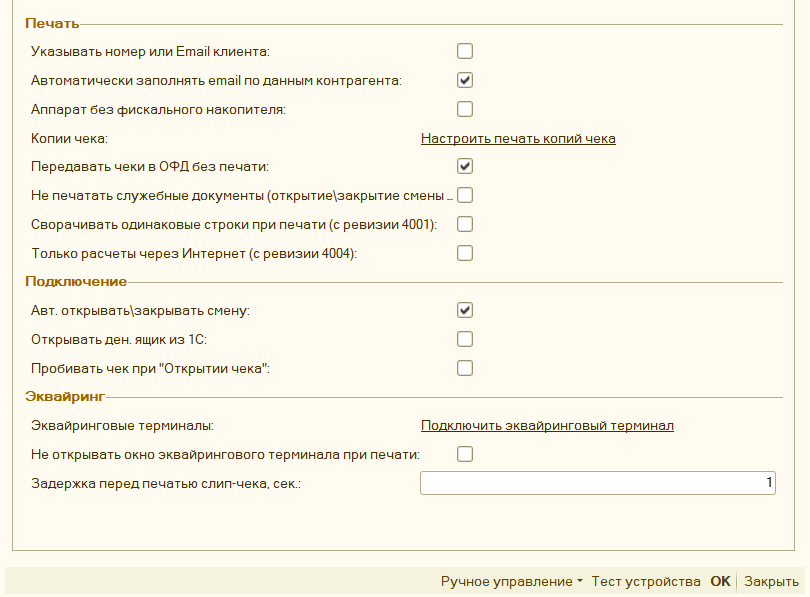 Печать
Указывать номер или Email клиента:
Автоматически заполнять email по данным контрагента:
Аппарат без фискального накопителя:
Копии чека: Настроить печать копий чека
Передавать чеки в ОФД без печати:
Не печатать служебные документы (открытие\закрытие смены ...
Сворачивать одинаковые строки при печати (с ревизии 4001):
Только расчеты через Интернет (с ревизии 4004):
Подключение
Авт. открывать\закрывать смену:
Открывать ден. ящик из 1С:
Пробивать чек при "Открытии чека":
Эквайринг
Эквайринговые терминалы: Подключить эквайринговый терминал
Не открывать окно эквайрингового терминала при печати:
Задержка перед печатью слип-чека, сек.: 1
Ручное управление Тест устройства ОК Закрыть